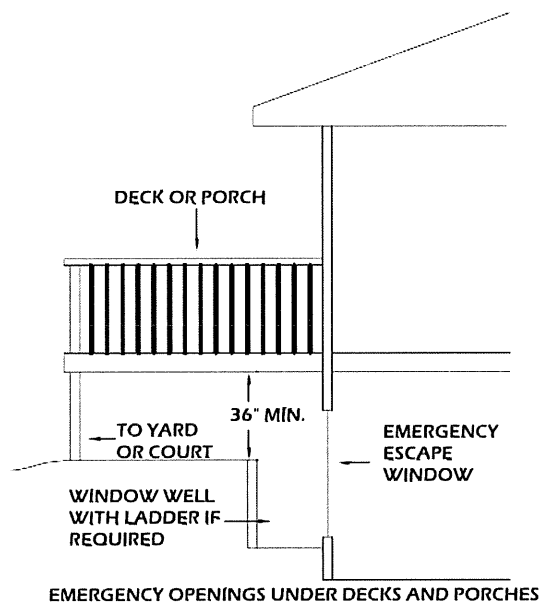 DECK OR PORCH
36" MIN.
TO YARD
OR COURT
EMERGENCY
ESCAPE
WINDOW
WINDOW WELL
WITH LADDER IF
REQUIRED
EMERGENCY OPENINGS UNDER DECKS AND PORCHES